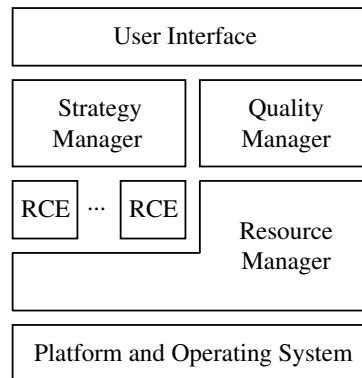 User Interface
Strategy
Manager
Quality
Manager
RCE ... RCE
Resource
Manager
Platform and Operating System